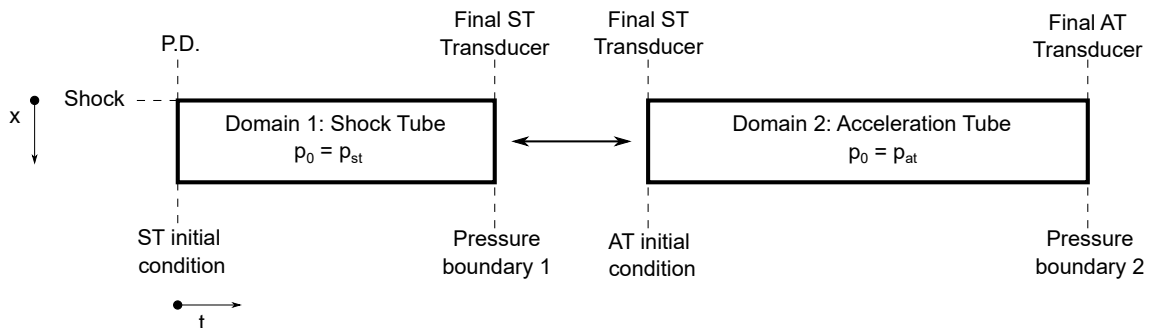 P.D.
Final ST
Transducer
Final ST
Transducer
Final AT
Transducer
x
Shock
Domain 1: Shock Tube
p₀ = pₛₜ
Domain 2: Acceleration Tube
p₀ = pₐₜ
ST initial
condition
Pressure
boundary 1
AT initial
condition
Pressure
boundary 2
t